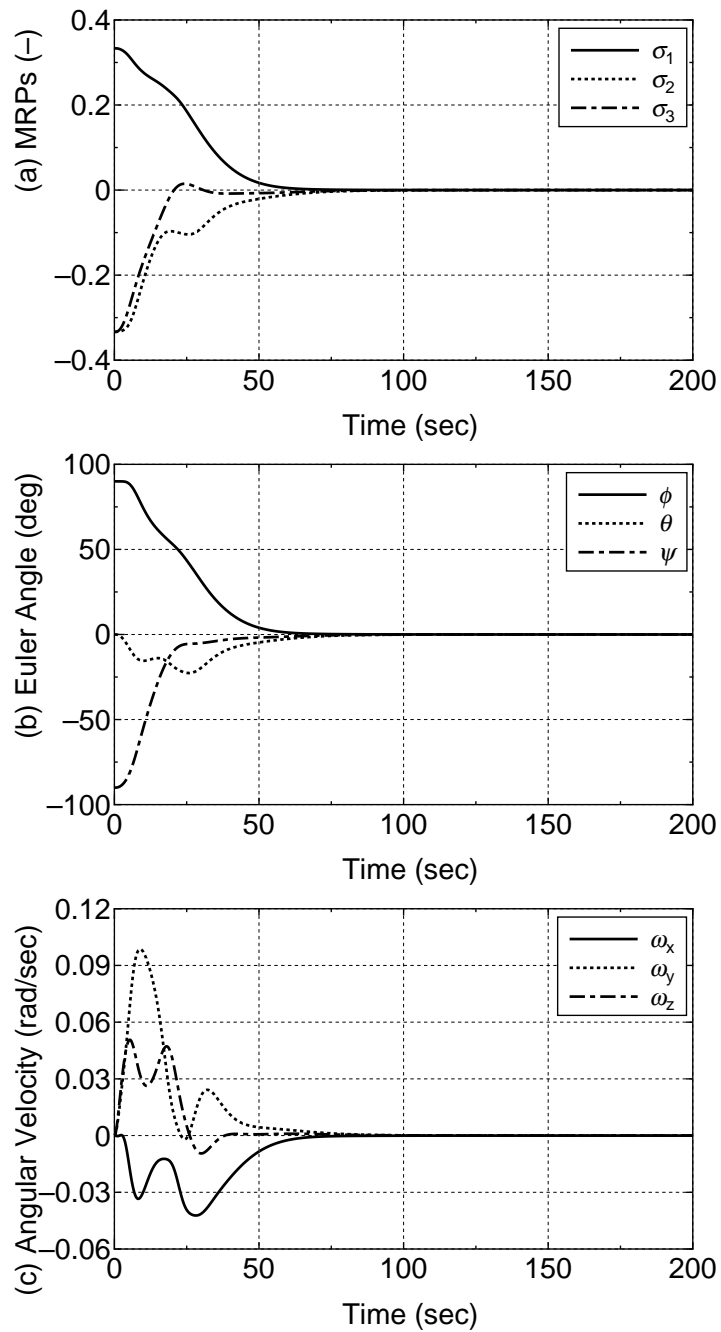 (a) MRPs (–)
0.4
0.2
0
–0.2
–0.4
σ1
σ2
σ3
0 50 100 150 200
Time (sec)
(b) Euler Angle (deg)
100
50
0
–50
–100
ϕ
θ
ψ
0 50 100 150 200
Time (sec)
(c) Angular Velocity (rad/sec)
0.12
0.09
0.06
0.03
0
–0.03
–0.06
ωx
ωy
ωz
0 50 100 150 200
Time (sec)